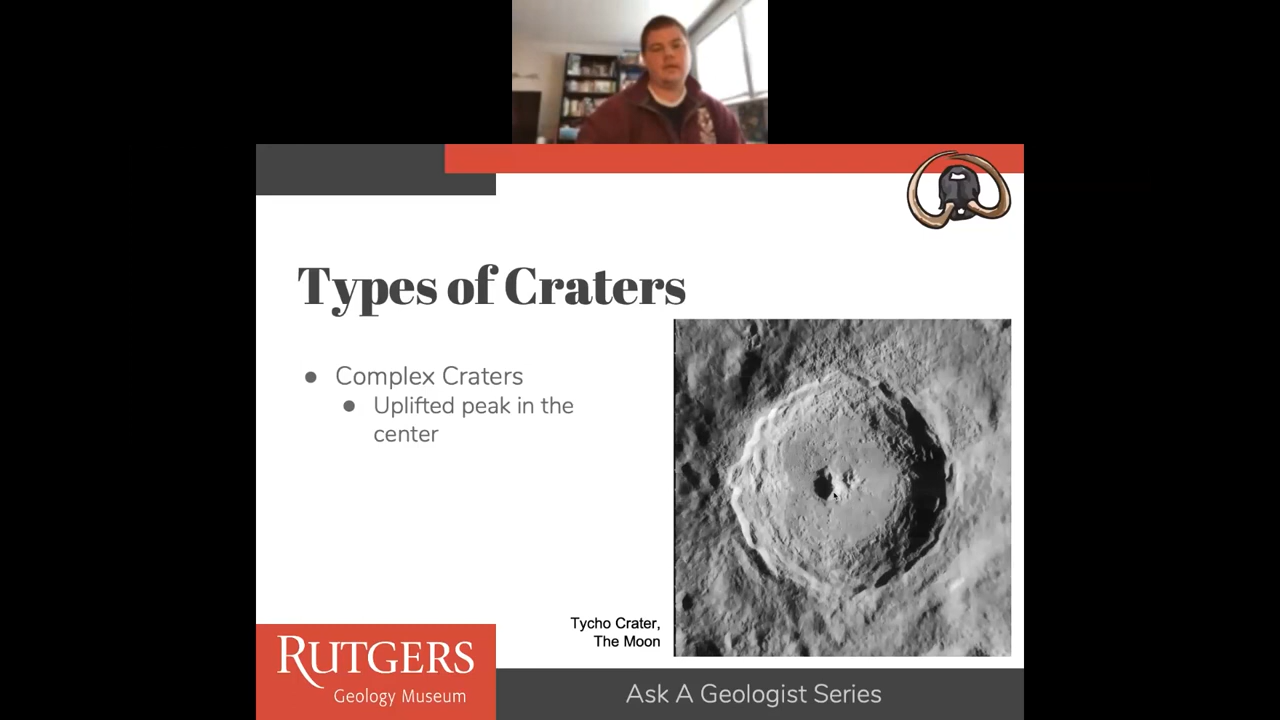 Types of Craters
Complex Craters
Uplifted peak in the
center
Tycho Crater,
The Moon
RUTGERS
Geology Museum
Ask A Geologist Series